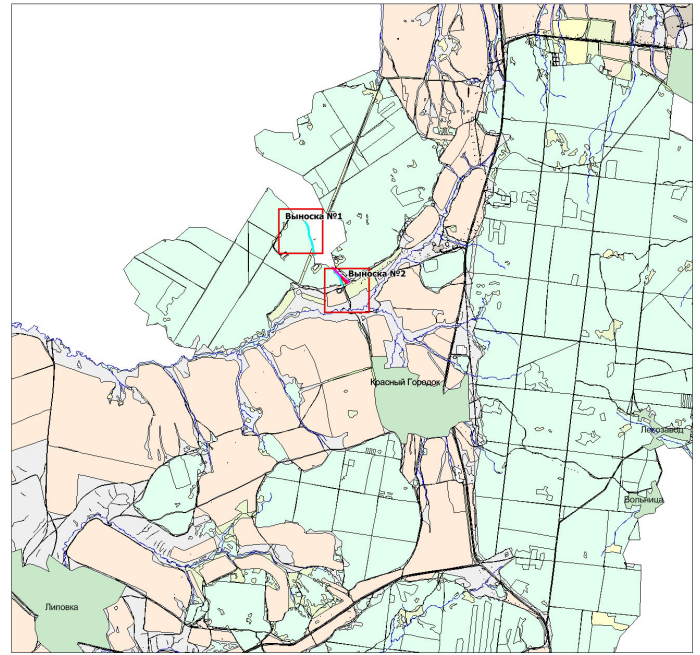 Выноска №1
Выноска №2
Красный Городок
Лесозавод
Вольница
Липовка